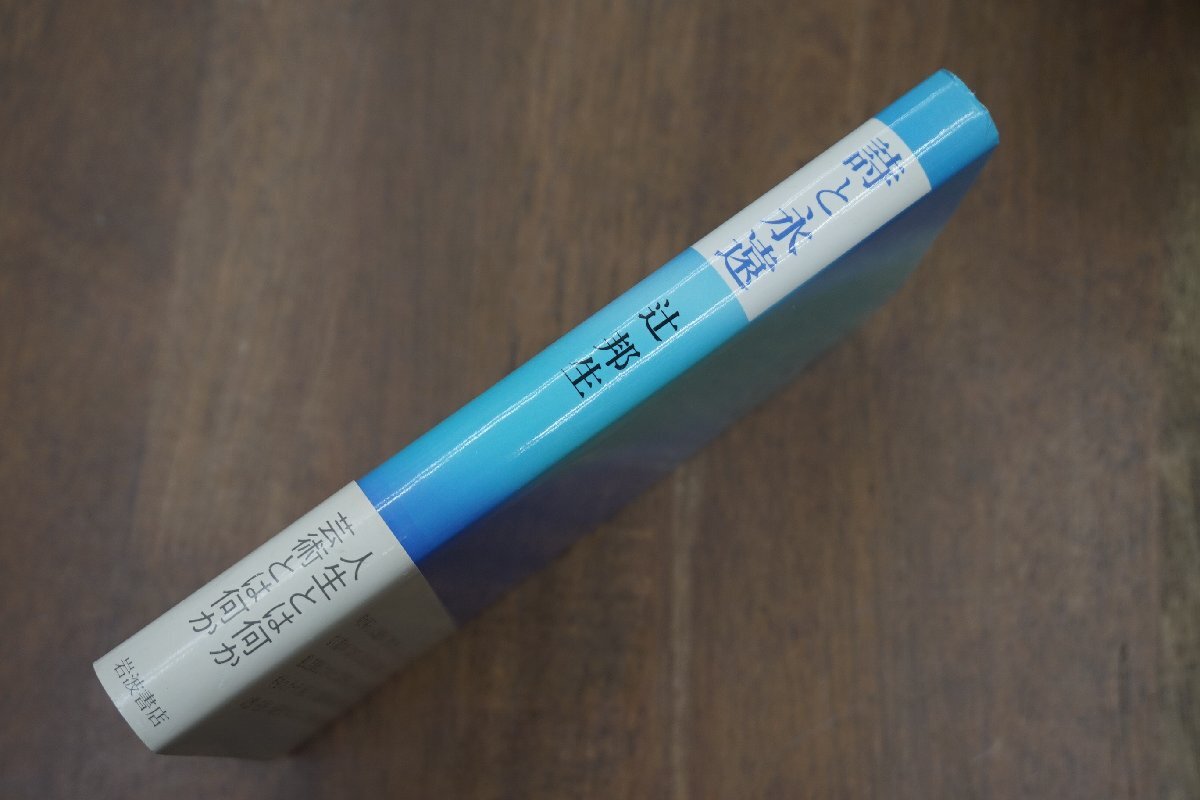 詩と永遠
辻邦生
人生とは何か
芸術とは何か
岩波書店